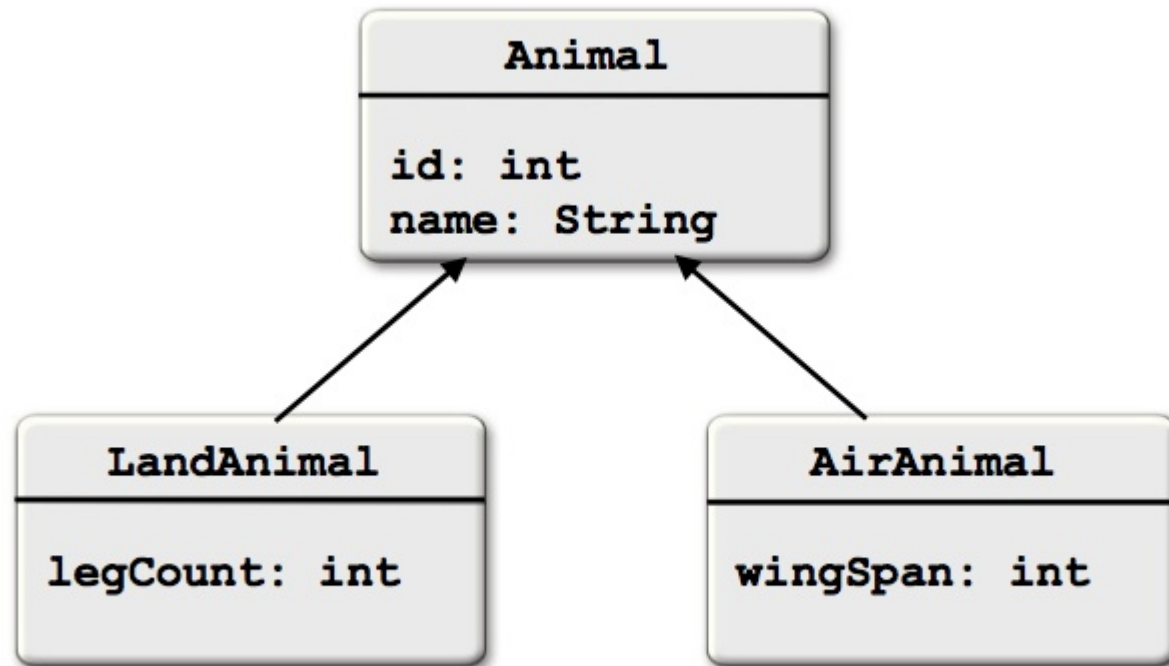 Animal
id: int
name: String
LandAnimal
legCount: int
AirAnimal
wingSpan: int